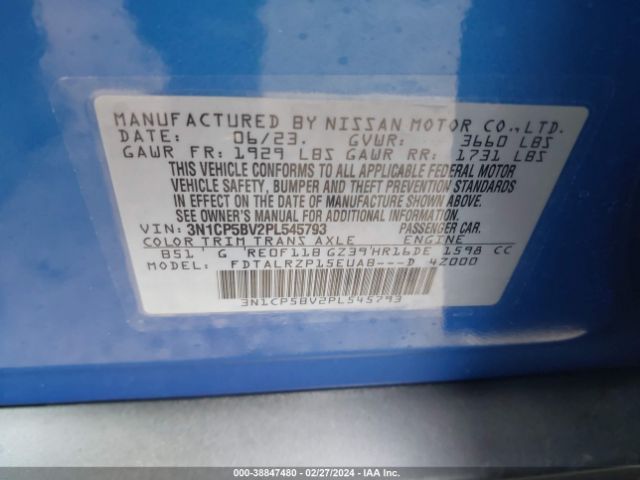 MANUFACTURED BY NISSAN MOTOR CO., LTD.
DATE: 06/23. GVWR: 3660 LBS
GAWR FR: 1929 LBS GAWR RR: 1731 LBS
THIS VEHICLE CONFORMS TO ALL APPLICABLE FEDERAL MOTOR
VEHICLE SAFETY, BUMPER AND THEFT PREVENTION STANDARDS
IN EFFECT ON THE DATE OF MANUFACTURE SHOWN ABOVE.
SEE OWNER'S MANUAL OR ADDITIONAL INFORMATION.
VIN: 3N1CP5BV2PL545793 PASSENGER CAR.
COLOR TRIM TRANS AXLE ENGINE
B51 G RE0F11B GZ39 HR16DE 1598 CC
MODEL: FDTALRZP15EUAB---D 4Z000
3N1CP5BV2PL545793
000-38847480 - 02/27/2024 - IAA Inc.